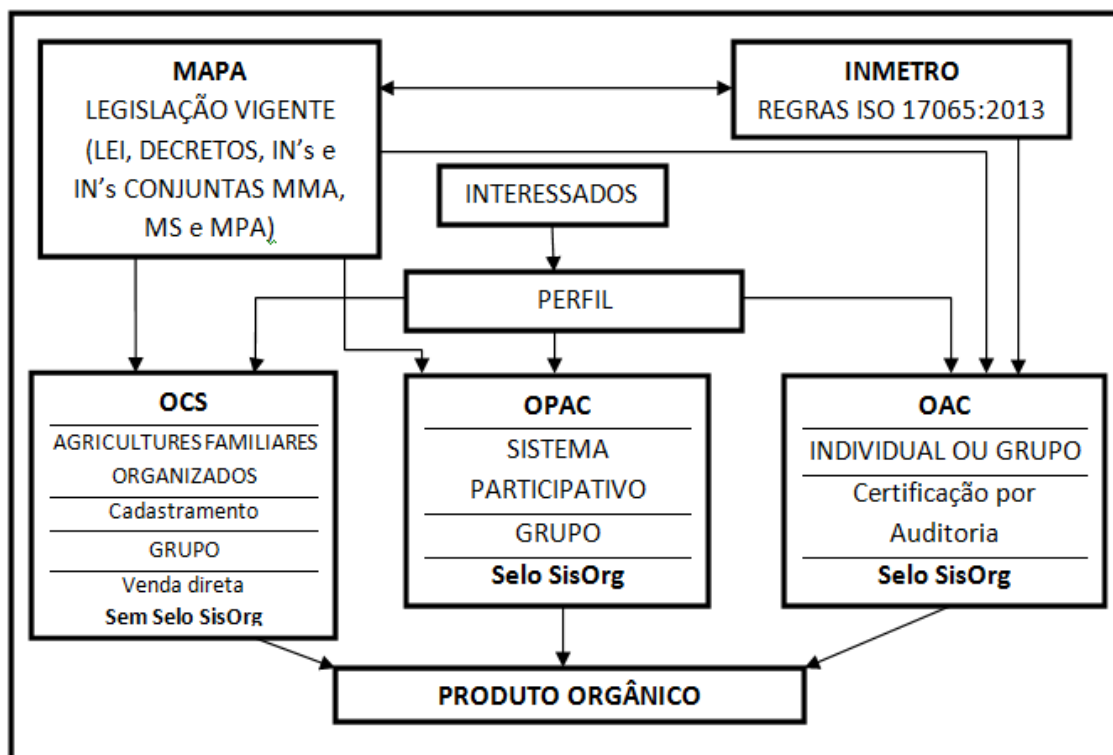 MAPA
LEGISLAÇÃO VIGENTE
(LEI, DECRETOS, IN’s e
IN’s CONJUNTAS MMA,
MS e MPA)
INMETRO
REGRAS ISO 17065:2013
INTERESSADOS
PERFIL
OCS
AGRICULTURES FAMILIARES
ORGANIZADOS
Cadastramento
GRUPO
Venda direta
Sem Selo SisOrg
OPAC
SISTEMA
PARTICIPATIVO
GRUPO
Selo SisOrg
OAC
INDIVIDUAL OU GRUPO
Certificação por
Auditoria
Selo SisOrg
PRODUTO ORGÂNICO